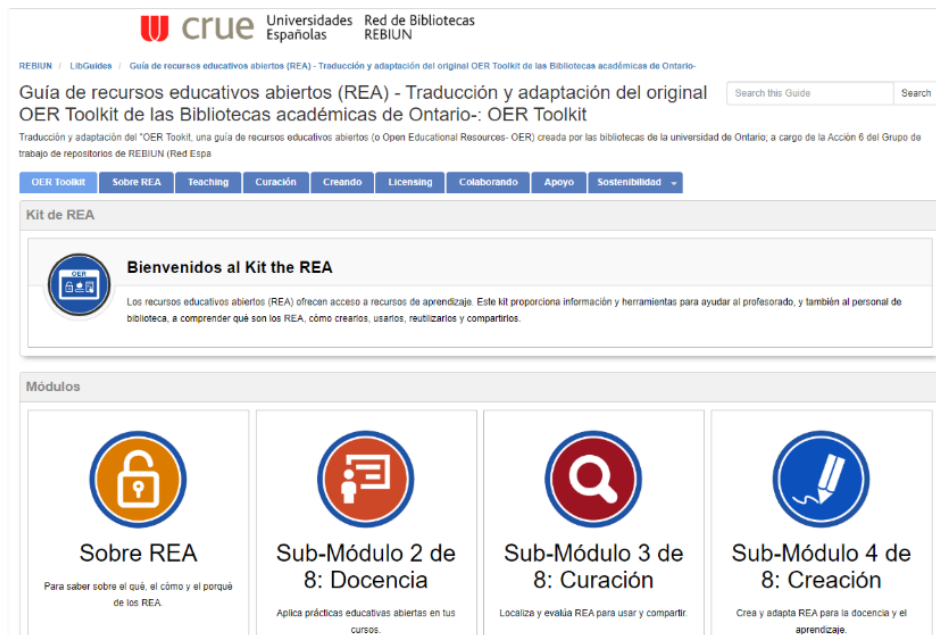 crue Universidades Españolas Red de Bibliotecas REBIUN
REBIUN / LibGuides / Guía de recursos educativos abiertos (REA) - Traducción y adaptación del original OER Toolkit de las Bibliotecas académicas de Ontario-
Guía de recursos educativos abiertos (REA) - Traducción y adaptación del original
OER Toolkit de las Bibliotecas académicas de Ontario-: OER Toolkit
Search this Guide Search
Traducción y adaptación del "OER Tookit, una guía de recursos educativos abiertos (o Open Educational Resources- OER) creada por las bibliotecas de la universidad de Ontario; a cargo de la Acción 6 del Grupo de
trabajo de repositorios de REBIUN (Red Espa
OER Toolkit Sobre REA Teaching Curación Creando Licensing Colaborando Apoyo Sostenibilidad
Kit de REA
OER
Bienvenidos al Kit the REA
Los recursos educativos abiertos (REA) ofrecen acceso a recursos de aprendizaje. Este kit proporciona información y herramientas para ayudar al profesorado, y también al personal de
biblioteca, a comprender qué son los REA, cómo crearlos, usarlos, reutilizarlos y compartirlos.
Módulos
Sobre REA
Para saber sobre el qué, el cómo y el porqué
de los REA.
Sub-Módulo 2 de
8: Docencia
Aplica prácticas educativas abiertas en tus
cursos.
Sub-Módulo 3 de
8: Curación
Localiza y evalúa REA para usar y compartir.
Sub-Módulo 4 de
8: Creación
Crea y adapta REA para la docencia y el
aprendizaje.